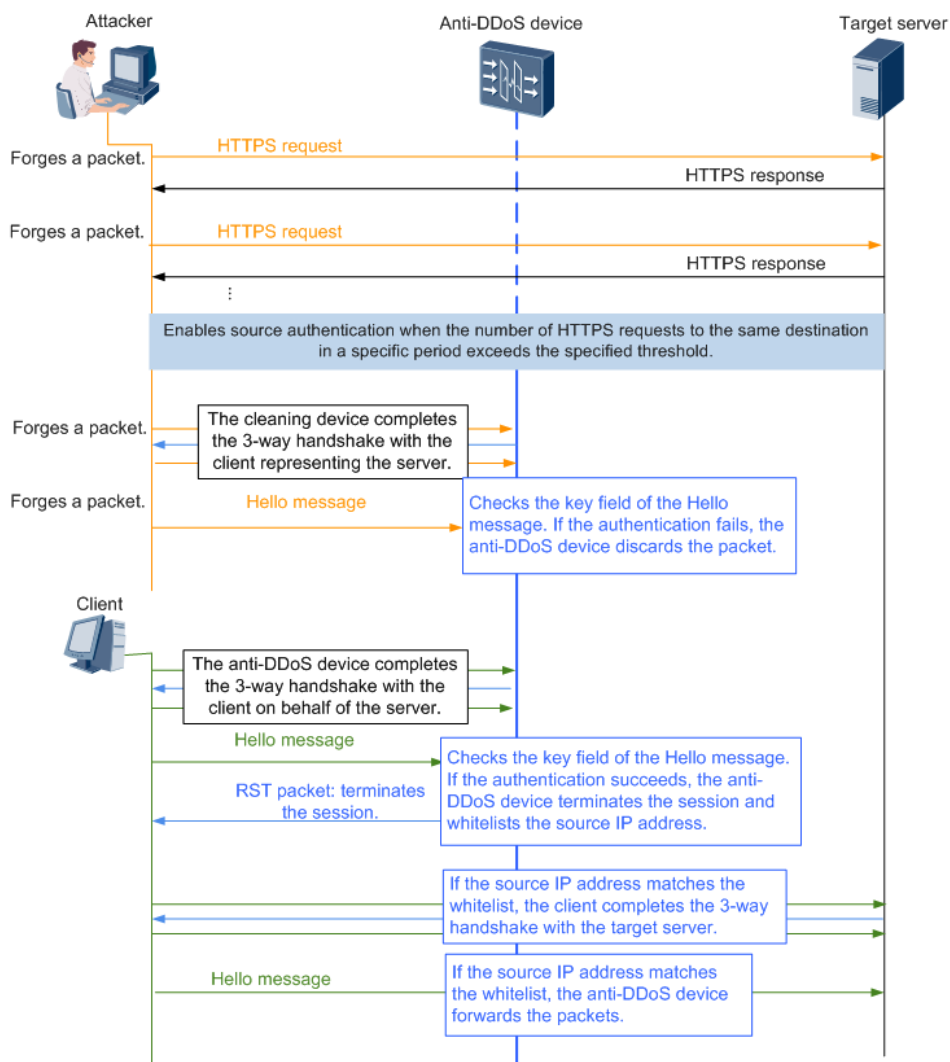 Attacker
Anti-DDoS device
Target server
HTTPS request
Forges a packet.
HTTPS response
Forges a packet.
HTTPS request
HTTPS response
...
Enables source authentication when the number of HTTPS requests to the same destination
in a specific period exceeds the specified threshold.
Forges a packet.
The cleaning device completes
the 3-way handshake with the
client representing the server.
Forges a packet.
Hello message
Checks the key field of the Hello
message. If the authentication fails, the
anti-DDoS device discards the packet.
Client
The anti-DDoS device completes
the 3-way handshake with the
client on behalf of the server.
Hello message
Checks the key field of the Hello message.
If the authentication succeeds, the anti-
DDoS device terminates the session and
whitelists the source IP address.
RST packet: terminates
the session.
If the source IP address matches the
whitelist, the client completes the 3-way
handshake with the target server.
Hello message
If the source IP address matches
the whitelist, the anti-DDoS device
forwards the packets.